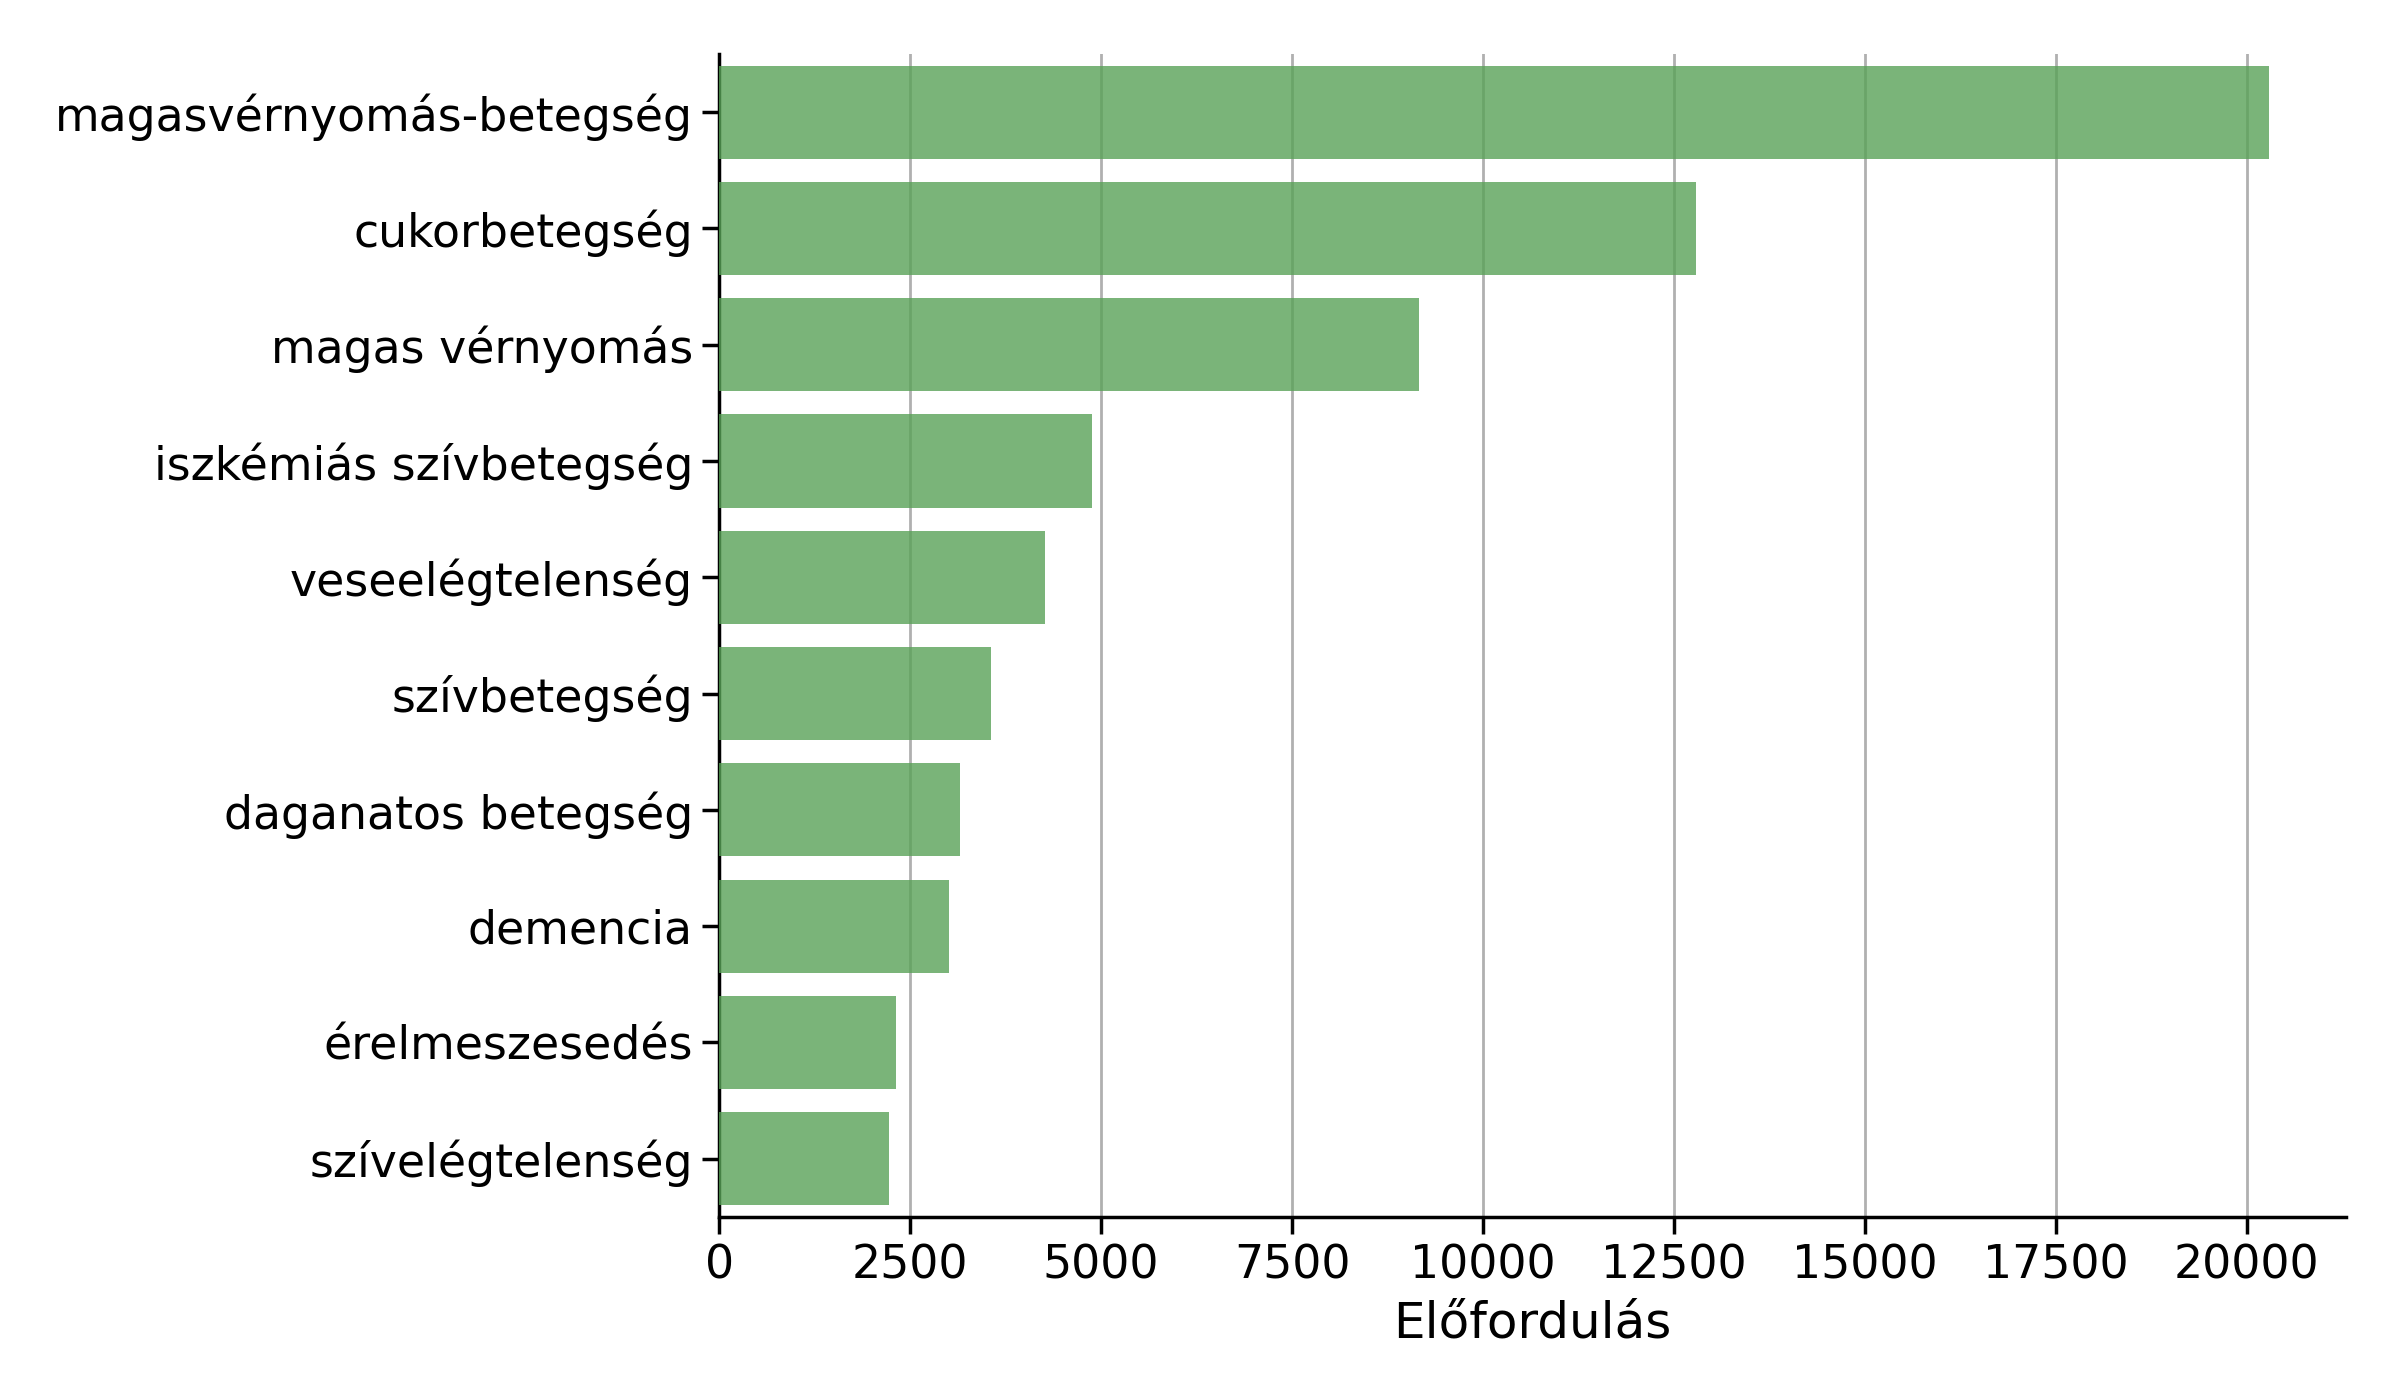 magasvérnyomás-betegség
cukorbetegség
magas vérnyomás
iszkémiás szívbetegség
veseelégtelenség
szívbetegség
daganatos betegség
demencia
érelmeszesedés
szívelégtelenség
0 2500 5000 7500 10000 12500 15000 17500 20000
Előfordulás